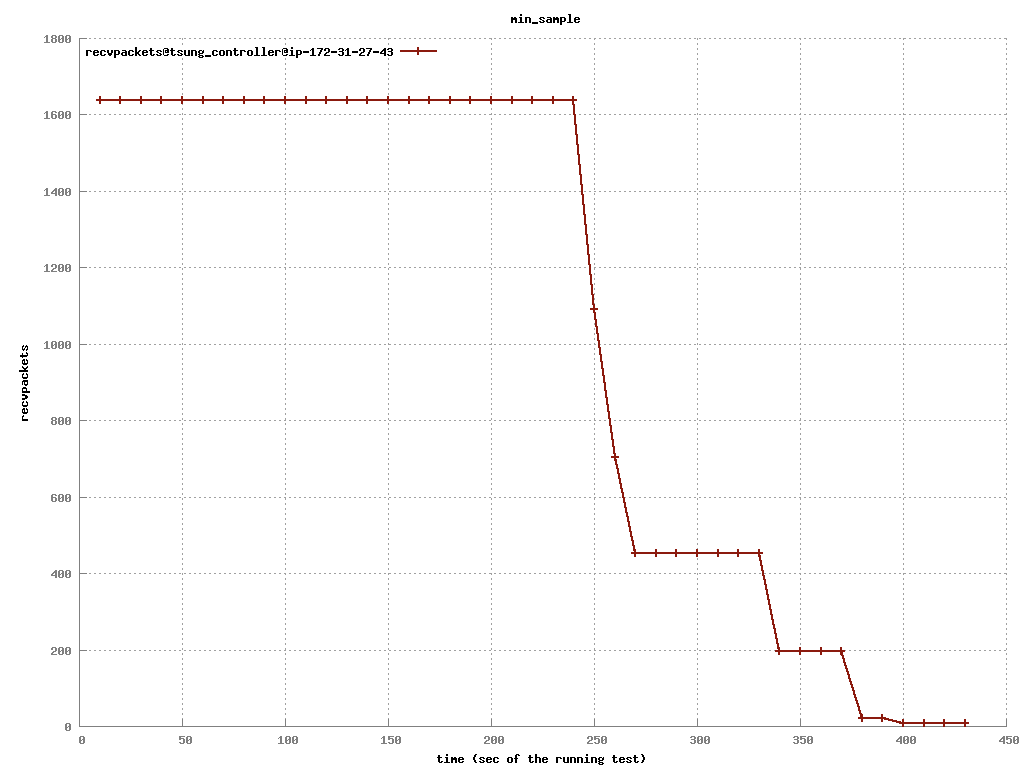 min_sample
recvpackets@tsung_controller@ip-172-31-27-43
1800
1600
1400
1200
1000
800
600
400
200
0
recvpackets
0 50 100 150 200 250 300 350 400 450
time (sec of the running test)